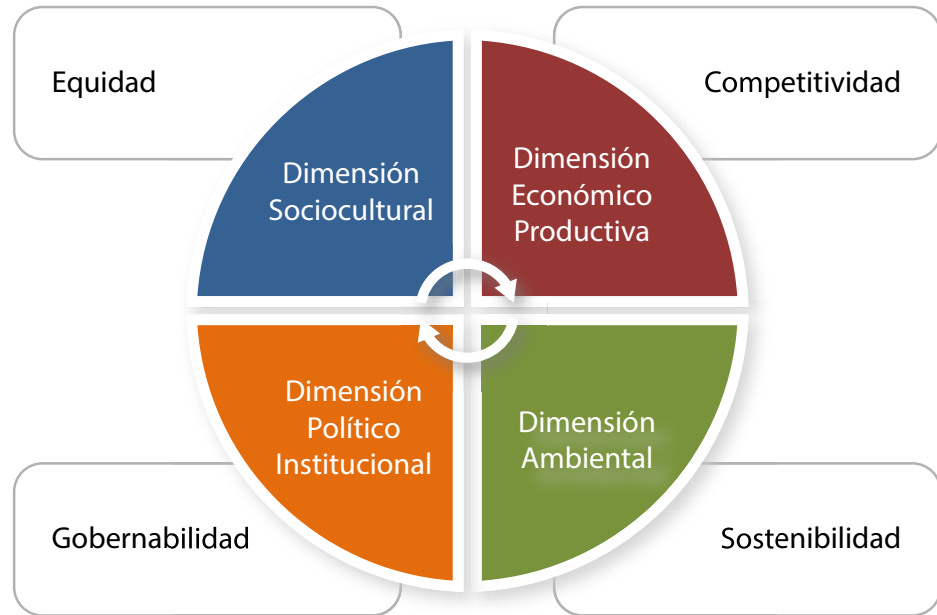 Equidad
Competitividad
Dimensión
Sociocultural
Dimensión
Económico
Productiva
Dimensión
Político
Institucional
Dimensión
Ambiental
Gobernabilidad
Sostenibilidad